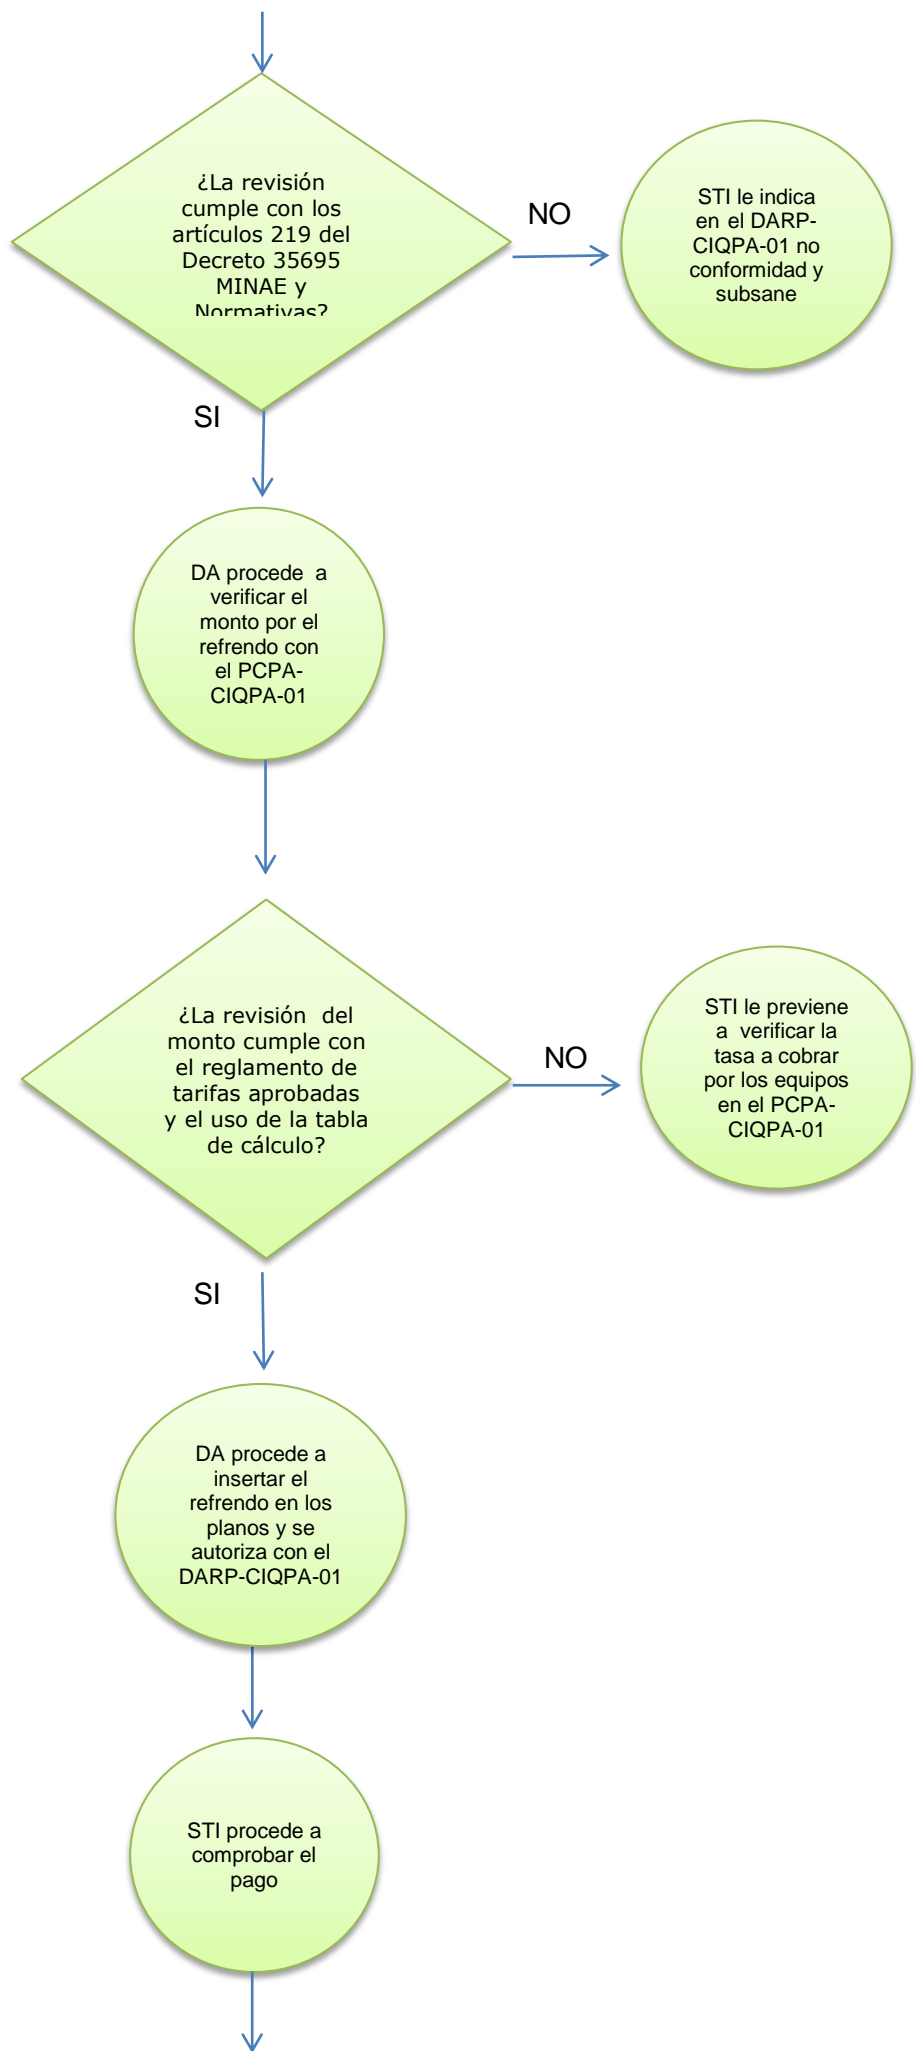 ¿La revisión
cumple con los
artículos 219 del
Decreto 35695
MINAE y
Normativas?
NO
STI le indica
en el DARP-
CIQPA-01 no
conformidad y
subsane
SI
DA procede a
verificar el
monto por el
refrendo con
el PCPA-
CIQPA-01
¿La revisión del
monto cumple con
el reglamento de
tarifas aprobadas
y el uso de la tabla
de cálculo?
NO
STI le previene
a verificar la
tasa a cobrar
por los equipos
en el PCPA-
CIQPA-01
SI
DA procede a
insertar el
refrendo en los
planos y se
autoriza con el
DARP-CIQPA-01
STI procede a
comprobar el
pago